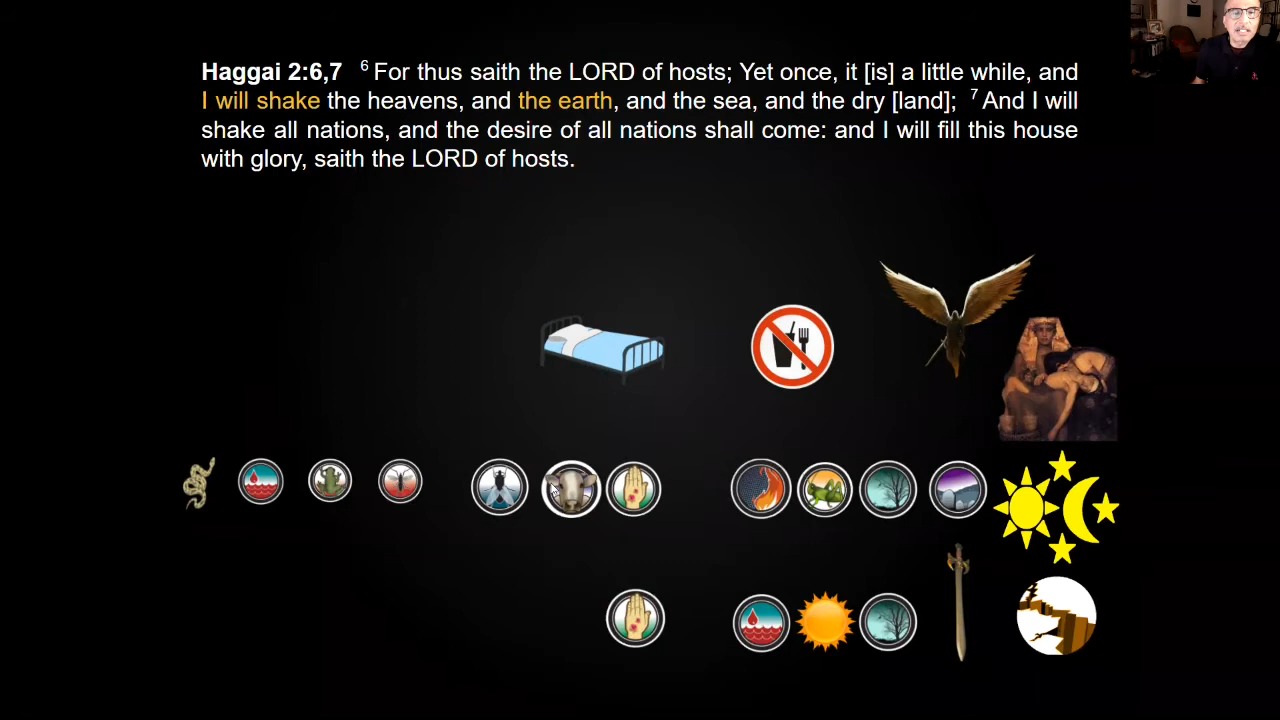 Haggai 2:6,7 ⁶ For thus saith the LORD of hosts; Yet once, it [is] a little while, and
I will shake the heavens, and the earth, and the sea, and the dry [land]; ⁷ And I will
shake all nations, and the desire of all nations shall come: and I will fill this house
with glory, saith the LORD of hosts.